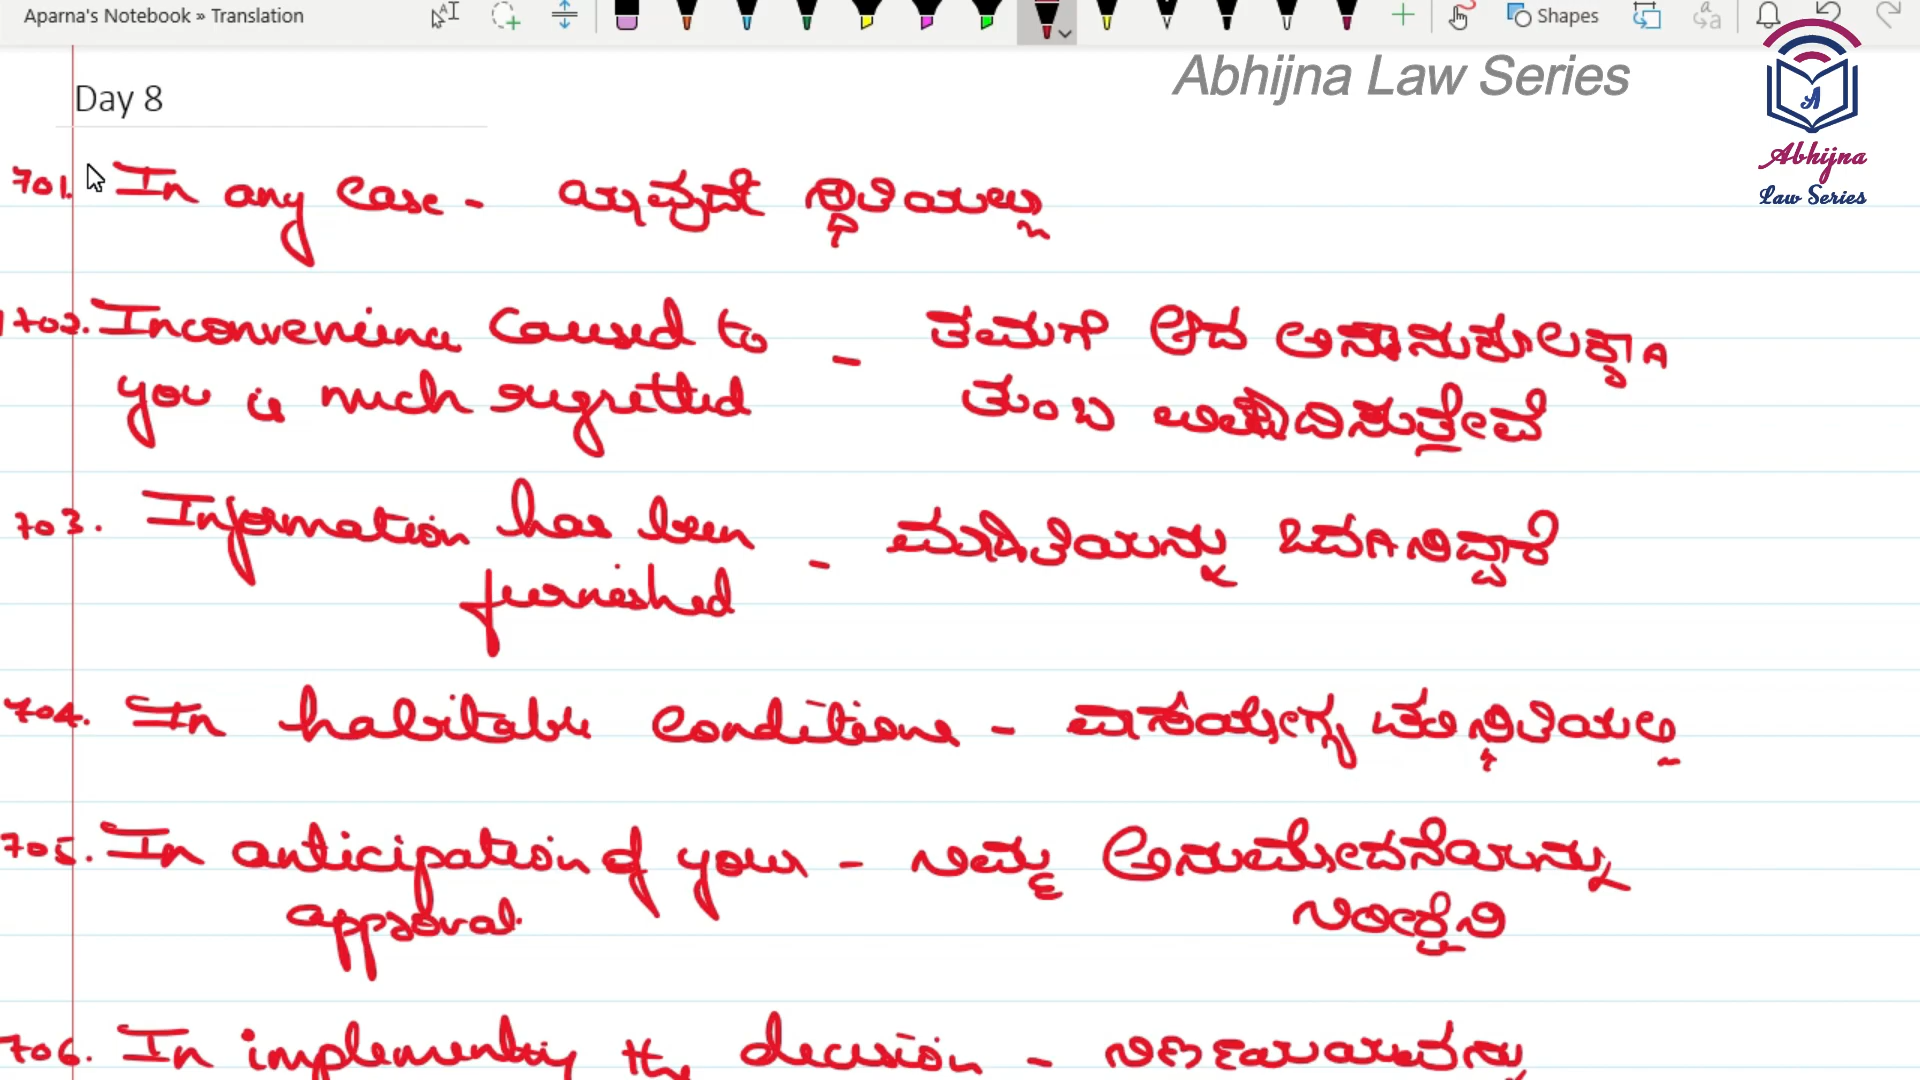 Aparna's Notebook » Translation
Shapes
Abhijna Law Series
A
Abhijna
Law Series
Day 8
701. In any case - ಯಾವುದೇ ಸ್ಥಿತಿಯಲ್ಲೂ
702. Inconvenience caused to - ತಮಗೆ ಆದ ಅನಾನುಕೂಲಕ್ಕಾಗಿ
you is much regretted ತುಂಬ ವಿಷಾದಿಸುತ್ತೇವೆ
703. Information has been - ಮಾಹಿತಿಯನ್ನು ಒದಗಿಸಿದ್ದಾರೆ
furnished
704. In habitable conditions - ವಾಸಯೋಗ್ಯ ಪರಿಸ್ಥಿತಿಯಲ್ಲಿ
705. In anticipation of your - ನಿಮ್ಮ ಅನುಮೋದನೆಯನ್ನು
approval ನಿರೀಕ್ಷಿಸಿ
706. In implementing the decision - ನಿರ್ಣಯವನ್ನು